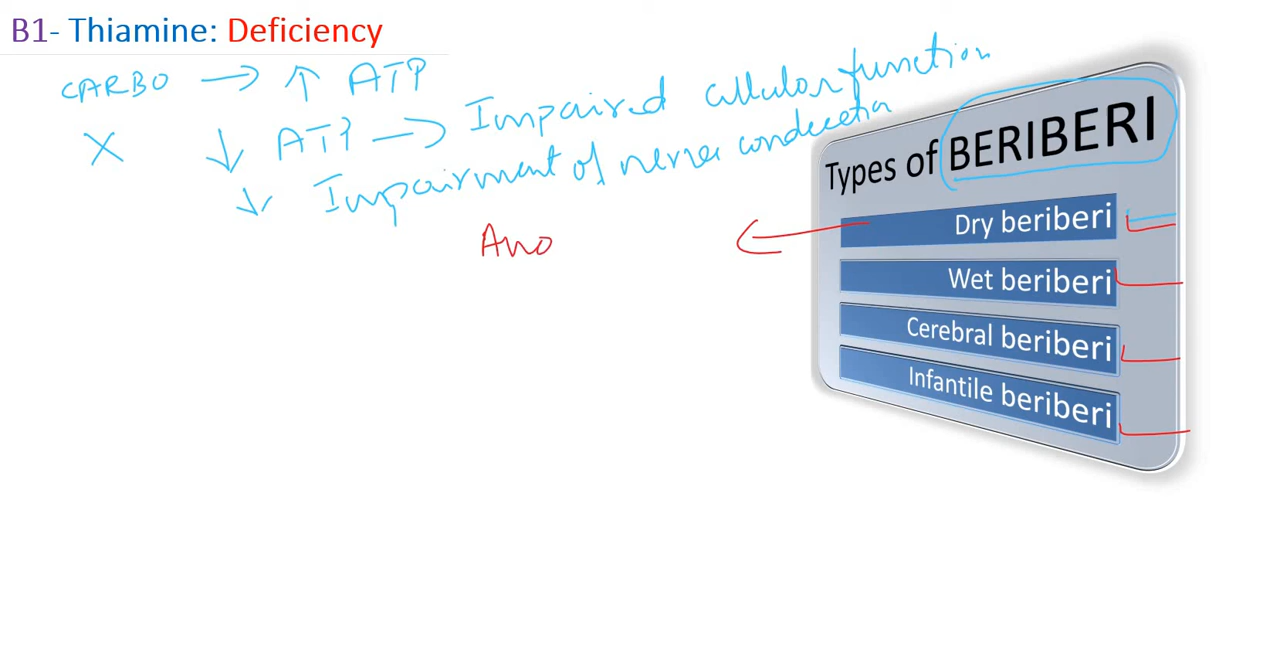 B1- Thiamine: Deficiency
CARBO → ↑ ATP
X ↓ ATP → Impaired cellular function
↓ Impairment of nerve conduction
Ano
Types of BERIBERI
Dry beriberi
Wet beriberi
Cerebral beriberi
Infantile beriberi